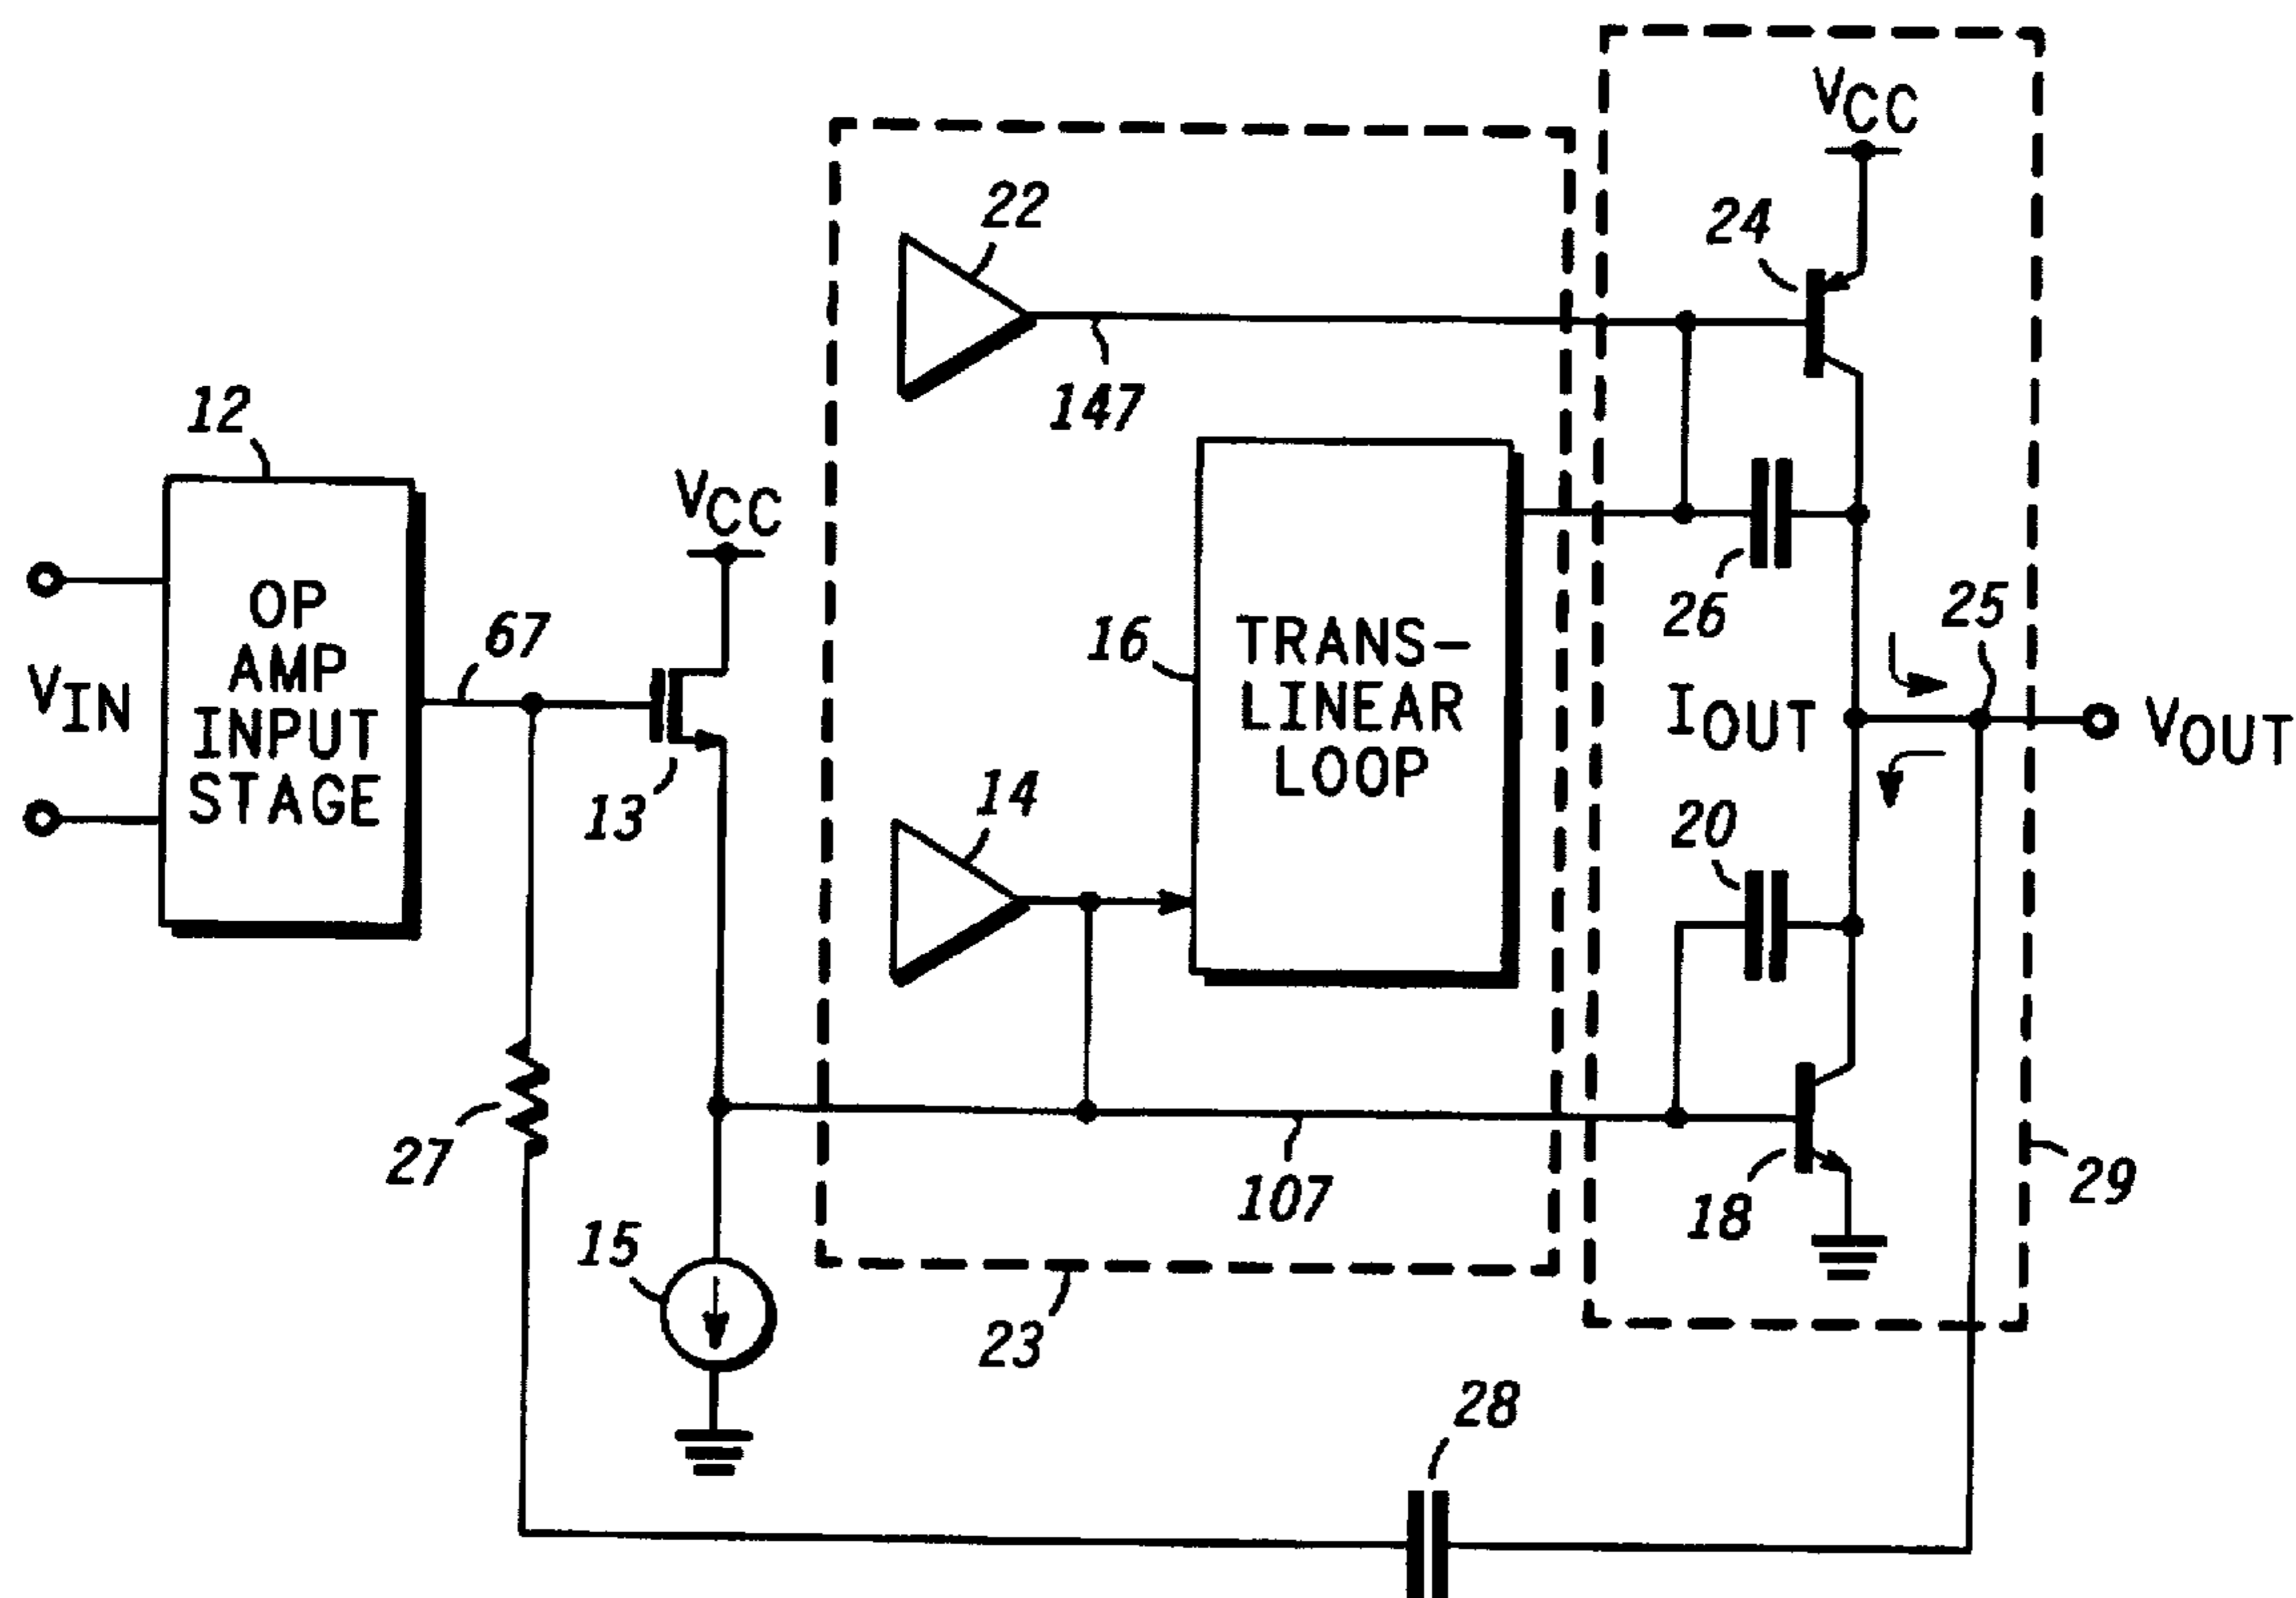 VCC
22
24
147
12
VCC
67
OP
AMP
INPUT
STAGE
VIN
13
16
TRANS-
LINEAR
LOOP
26
25
IOUT
VOUT
14
20
27
107
18
29
15
23
28